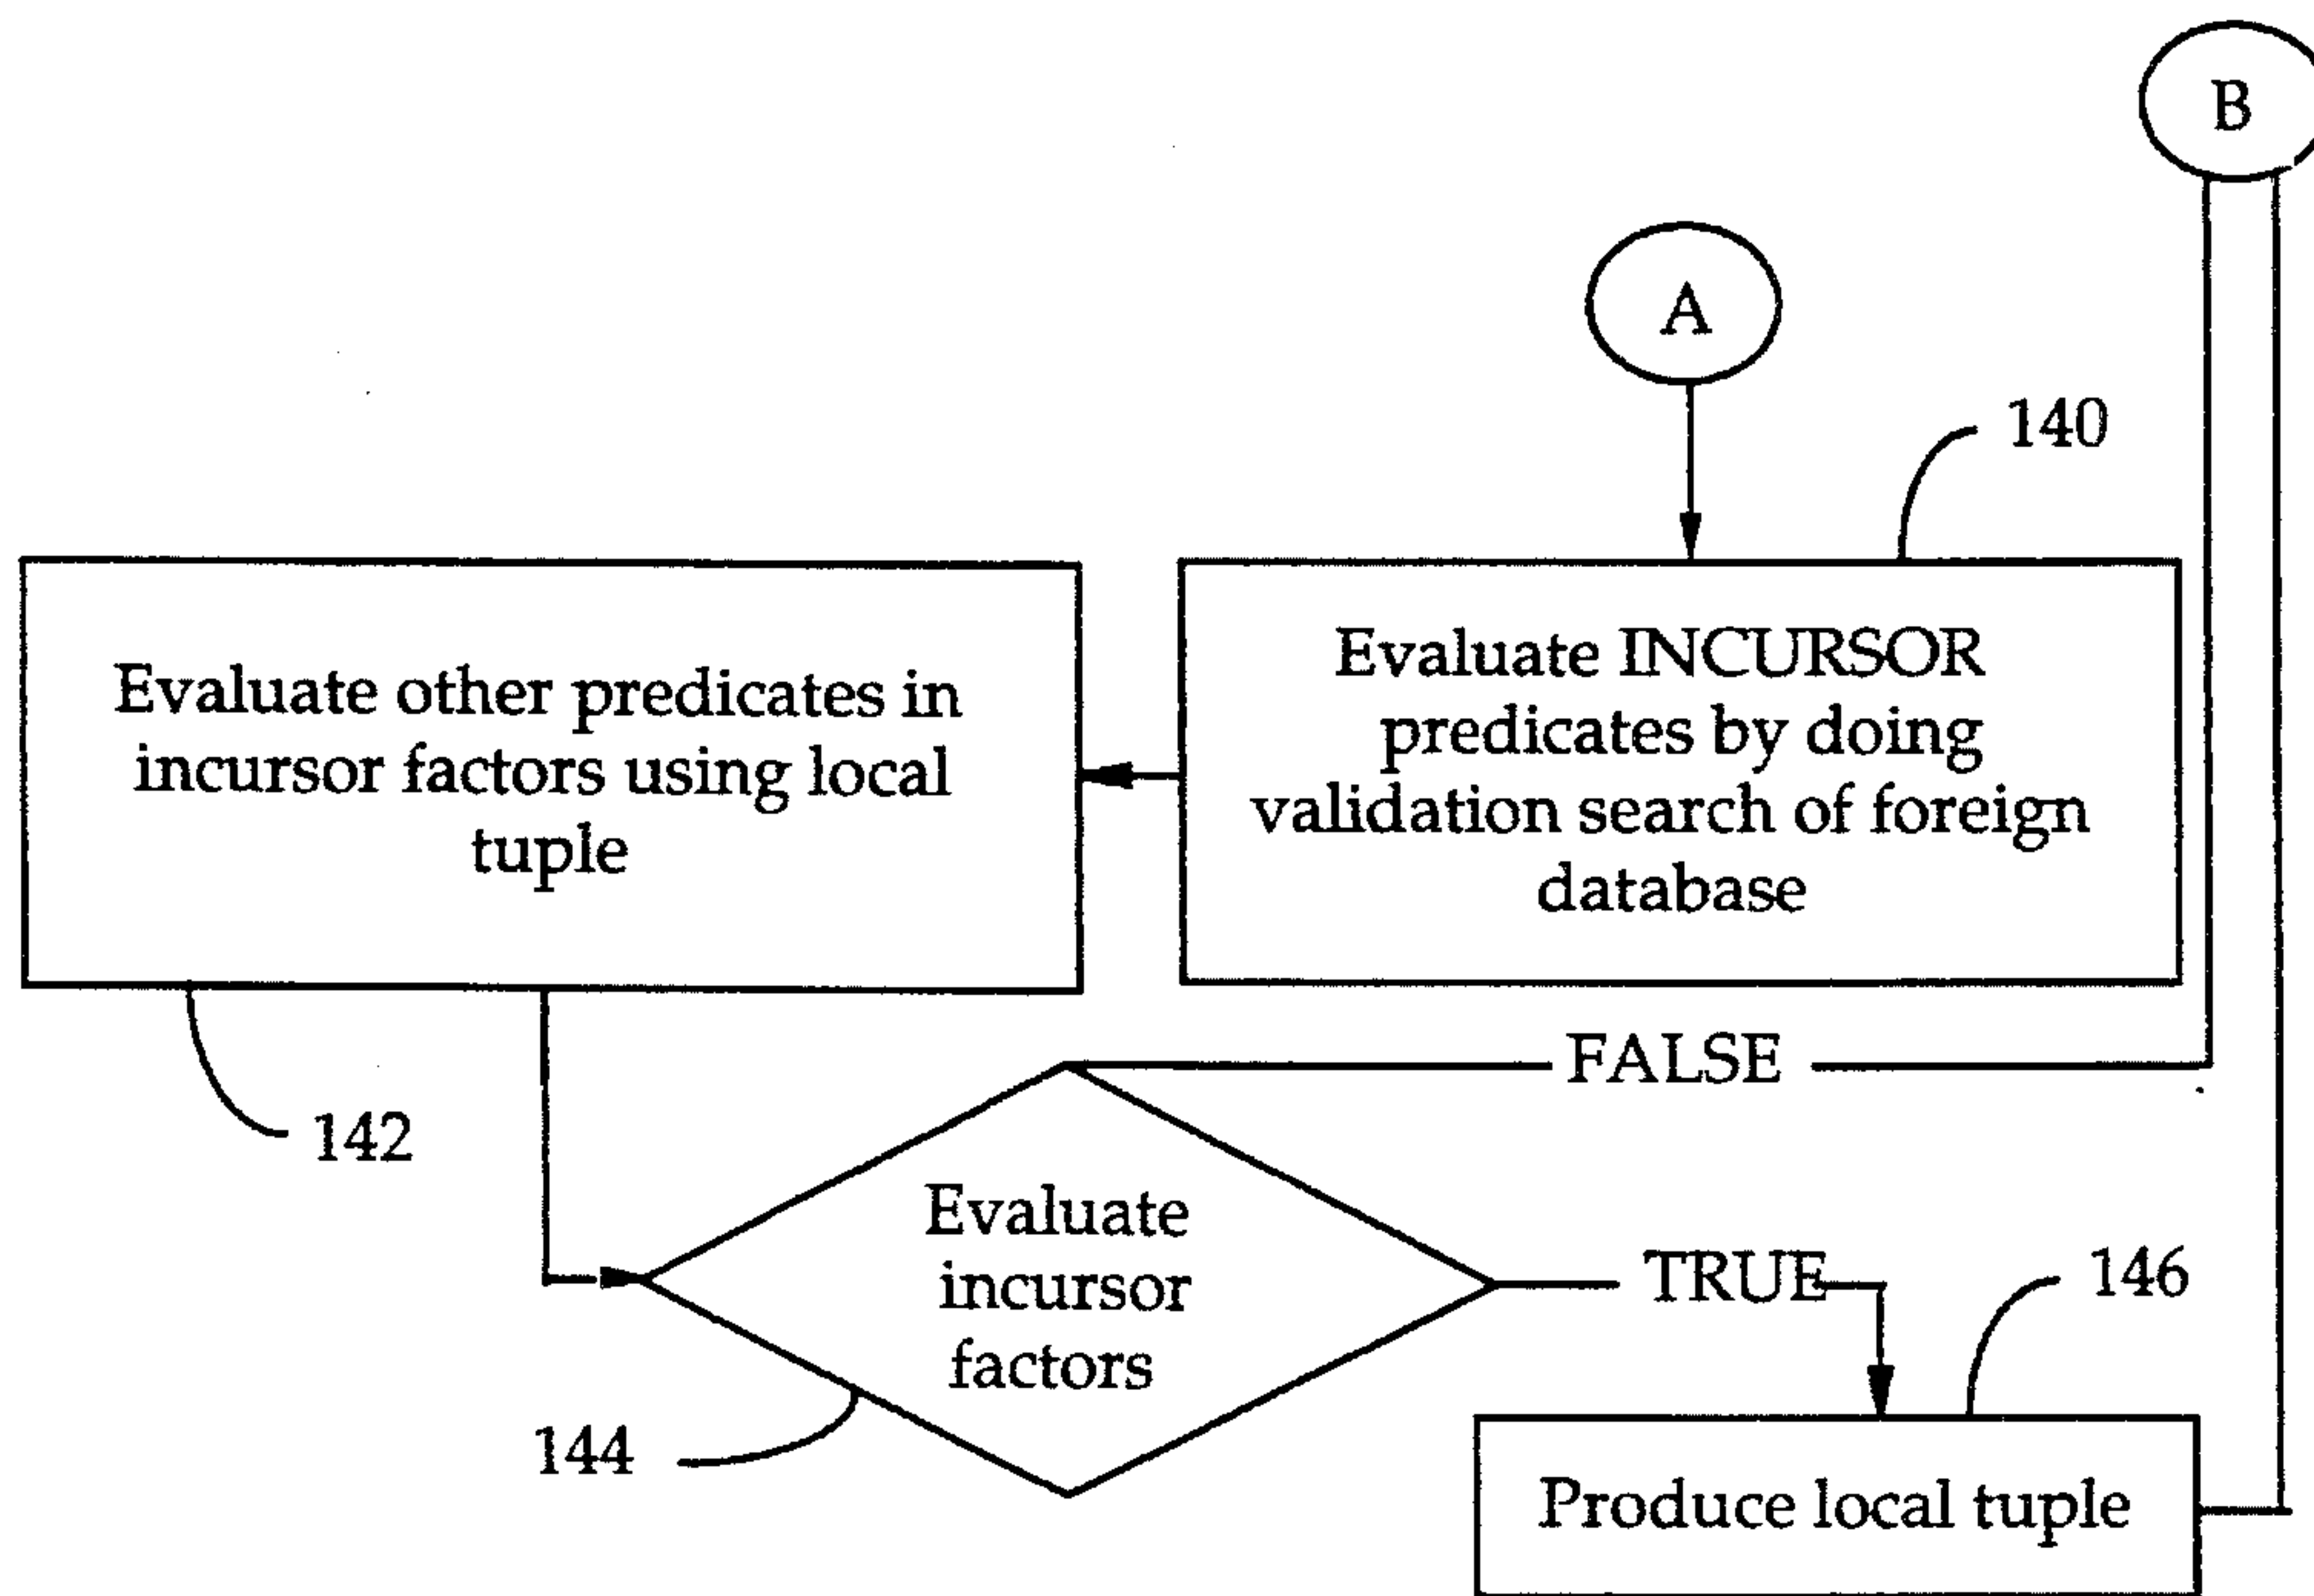 B
A
140
Evaluate INCURSOR
predicates by doing
validation search of foreign
database
Evaluate other predicates in
incursor factors using local
tuple
142
FALSE
Evaluate
incursor
factors
144
TRUE
146
Produce local tuple